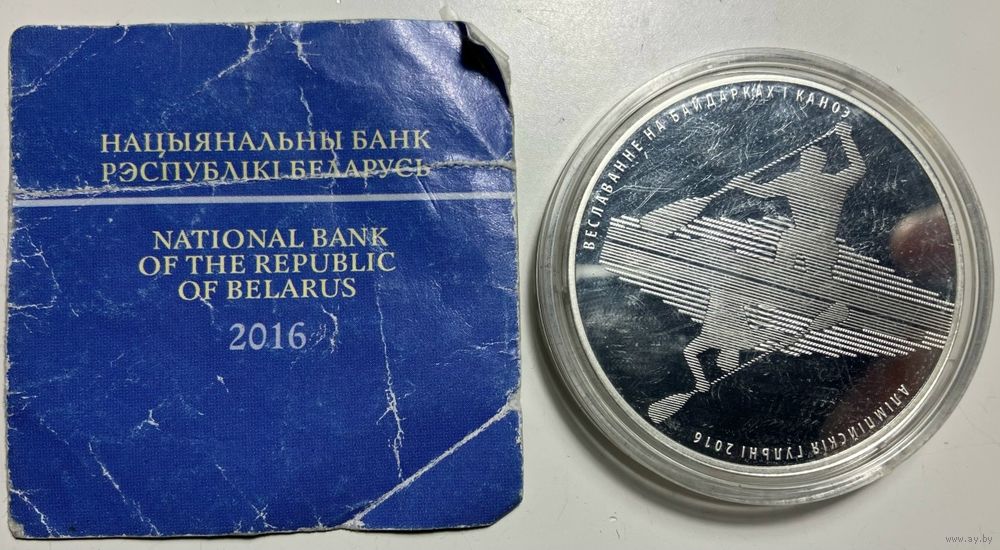 НАЦЫЯНАЛЬНЫ БАНК
РЭСПУБЛІКІ БЕЛАРУСЬ
NATIONAL BANK
OF THE REPUBLIC
OF BELARUS
2016
ВЕСЛАВАННЕ НА БАЙДАРКАХ І КАНОЭ
АЛІМПІЙСКІЯ ГУЛЬНІ 2016
www.ay.by